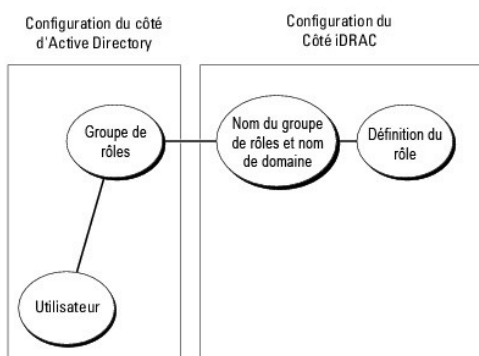 Configuration du côté
d'Active Directory
Configuration du
Côté iDRAC
Groupe de
rôles
Nom du groupe
de rôles et nom
de domaine
Définition du
rôle
Utilisateur